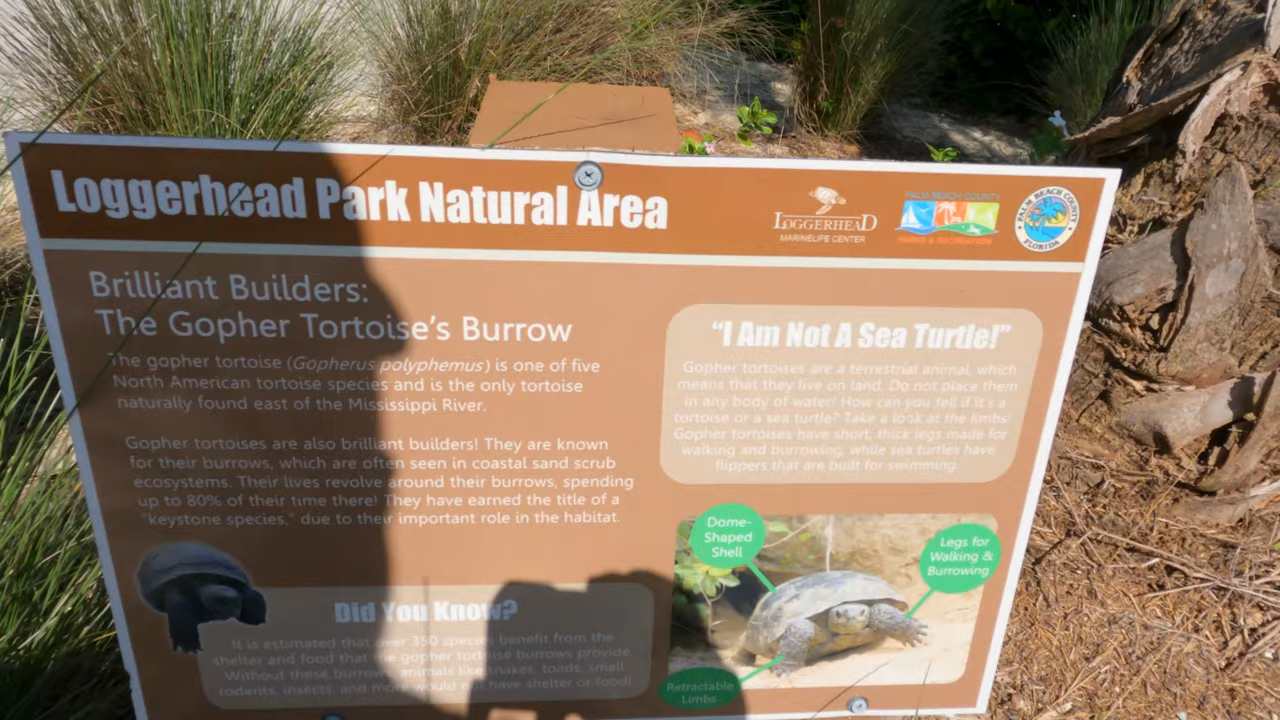 Loggerhead Park Natural Area
LOGGERHEAD
MARINELIFE CENTER
PALM BEACH COUNTY
PARKS & RECREATION
PALM BEACH COUNTY
FLORIDA
Brilliant Builders:
The Gopher Tortoise's Burrow
The gopher tortoise (Gopherus polyphemus) is one of five
North American tortoise species and is the only tortoise
naturally found east of the Mississippi River.
Gopher tortoises are also brilliant builders! They are known
for their burrows, which are often seen in coastal sand scrub
ecosystems. Their lives revolve around their burrows, spending
up to 80% of their time there! They have earned the title of a
"keystone species," due to their important role in the habitat.
Did You Know?
It is estimated that over 350 species benefit from the
shelter and food that the gopher tortoise burrows provide
Without these burrows, animals like snakes, toads, small
rodents, insects, and more would not have shelter or food!
"I Am Not A Sea Turtle!"
Gopher tortoises are a terrestrial animal, which
means that they live on land. Do not place them
in any body of water! How can you tell if it's a
tortoise or a sea turtle? Take a look at the limbs.
Gopher tortoises have short, thick legs made for
walking and burrowing, while sea turtles have
flippers that are built for swimming.
Dome-
Shaped
Shell
Legs for
Walking &
Burrowing
Retractable
Limbs